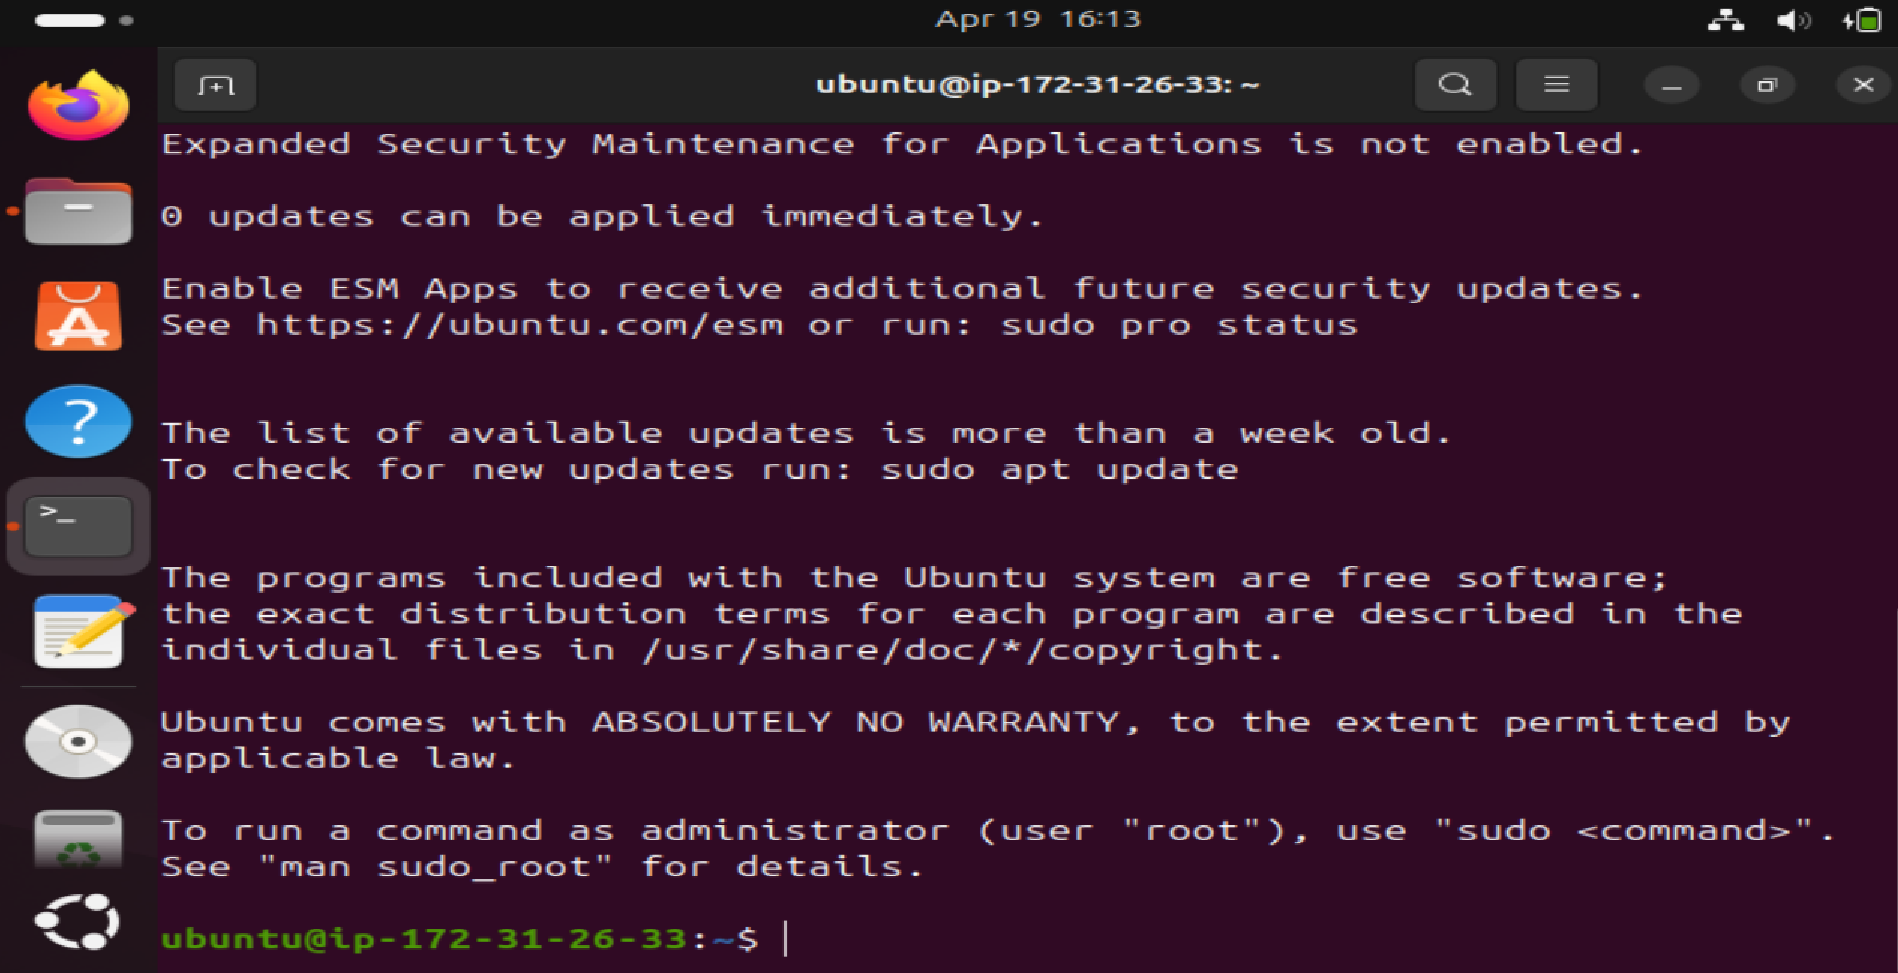 Apr 19 16:13
ubuntu@ip-172-31-26-33: ~
Expanded Security Maintenance for Applications is not enabled.
0 updates can be applied immediately.
Enable ESM Apps to receive additional future security updates.
See https://ubuntu.com/esm or run: sudo pro status
The list of available updates is more than a week old.
To check for new updates run: sudo apt update
The programs included with the Ubuntu system are free software;
the exact distribution terms for each program are described in the
individual files in /usr/share/doc/*/copyright.
Ubuntu comes with ABSOLUTELY NO WARRANTY, to the extent permitted by
applicable law.
To run a command as administrator (user "root"), use "sudo <command>".
See "man sudo_root" for details.
ubuntu@ip-172-31-26-33:~$